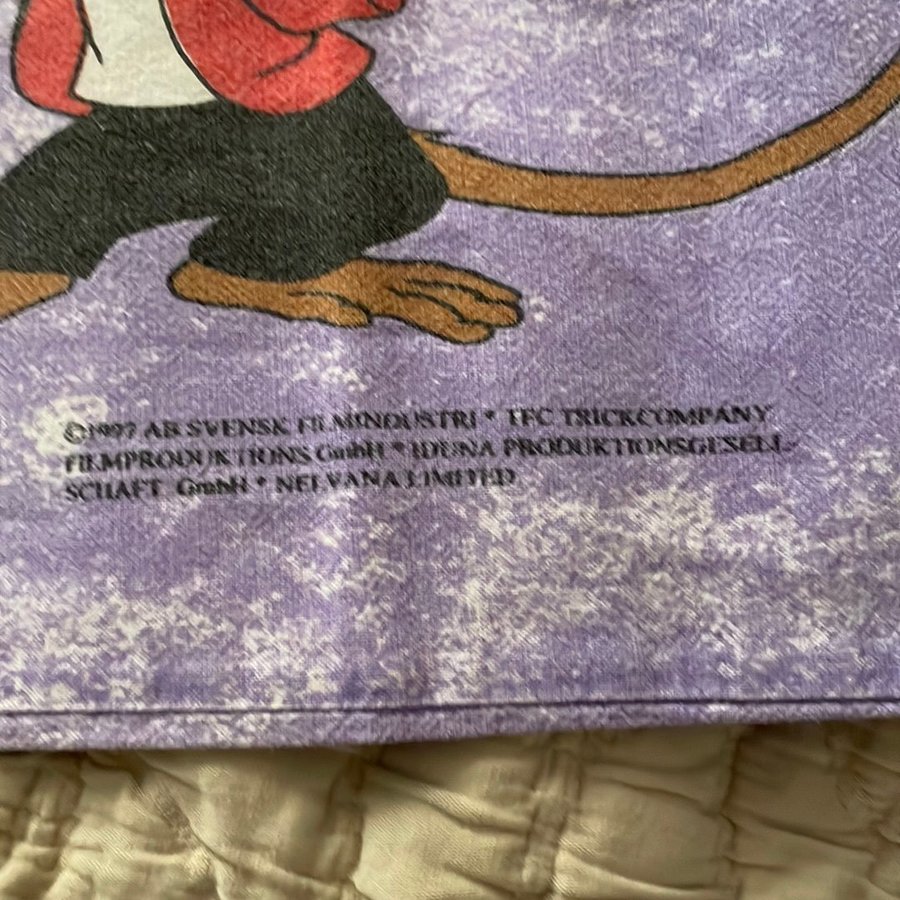 ©1997 AB SVENSK FILMINDUSTRI * TFC TRICKCOMPANY
FILMPRODUKTIONS GmbH * IDUNA PRODUKTIONSGESELL-
SCHAFT GmbH * NELVANA LIMITED